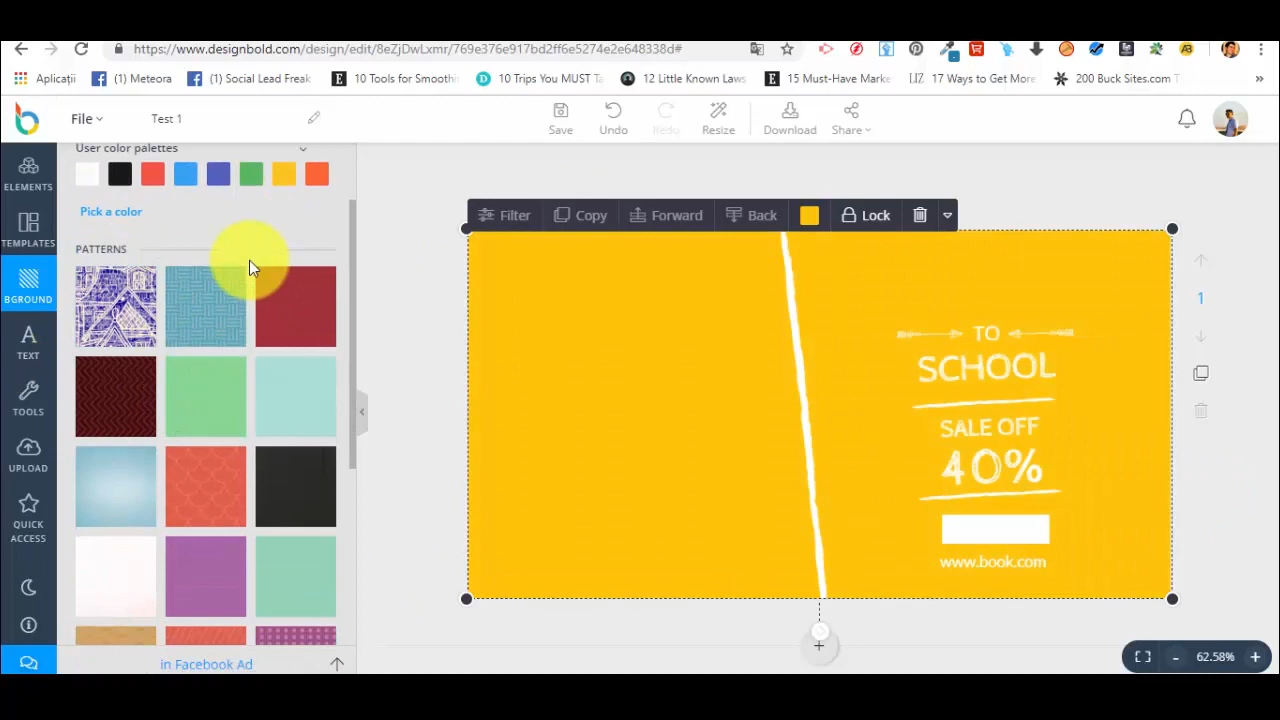 https://www.designbold.com/design/edit/8eZjDwLxmr/769e376e917bd2ff6e5274e2e648338d#
Aplicații
(1) Meteora
(1) Social Lead Freak
10 Tools for Smoothi
10 Trips You MUST Ta
12 Little Known Laws
15 Must-Have Marke
17 Ways to Get More
200 Buck Sites.com T
»
File
Test 1
Save
Undo
Redo
Resize
Download
Share
ELEMENTS
TEMPLATES
BGROUND
TEXT
TOOLS
UPLOAD
QUICK
ACCESS
User color palettes
Pick a color
PATTERNS
in Facebook Ad
Filter
Copy
Forward
Back
Lock
TO
SCHOOL
SALE OFF
40%
www.book.com
1
+
- 62.58% +